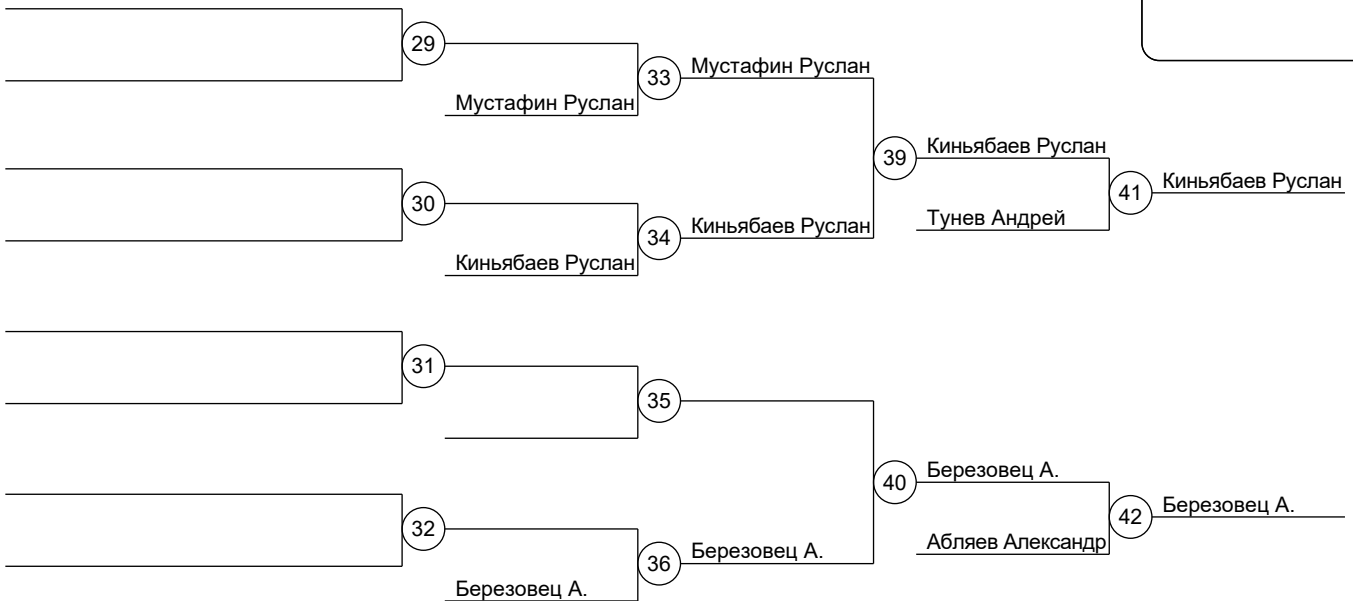 29
33
Мустафин Руслан
Мустафин Руслан
39
Киньябаев Руслан
41
Киньябаев Руслан
30
34
Киньябаев Руслан
Тунев Андрей
Киньябаев Руслан
31
35
40
Березовец А.
42
Березовец А.
32
36
Березовец А.
Абляев Александр
Березовец А.